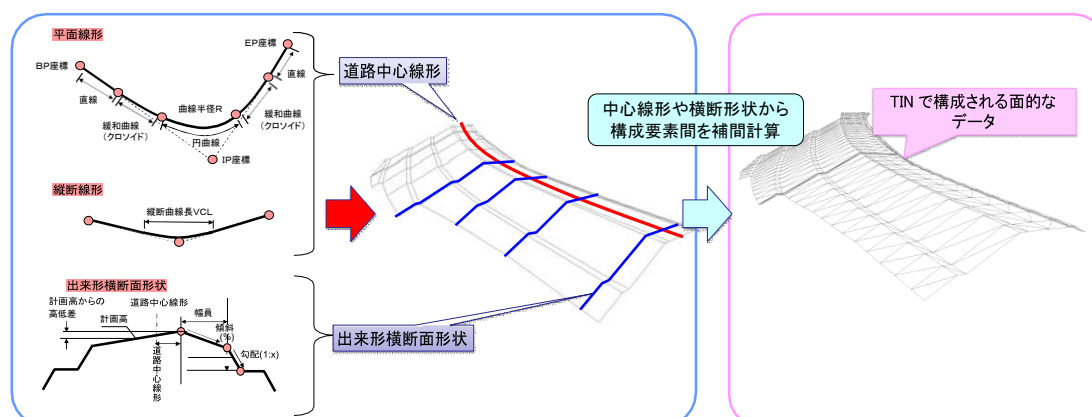 平面線形
BP座標
EP座標
直線
直線
曲線半径R
緩和曲線
(クロソイド)
緩和曲線
(クロソイド)
円曲線
IP座標
縦断線形
縦断曲線長VCL
出来形横断面形状
計画高からの
高低差
道路中心線形
幅員
計画高
傾斜
(%)
勾配(1:x)
道路中心線形
道路中心線形
出来形横断面形状
中心線形や横断形状から
構成要素間を補間計算
TIN で構成される面的な
データ